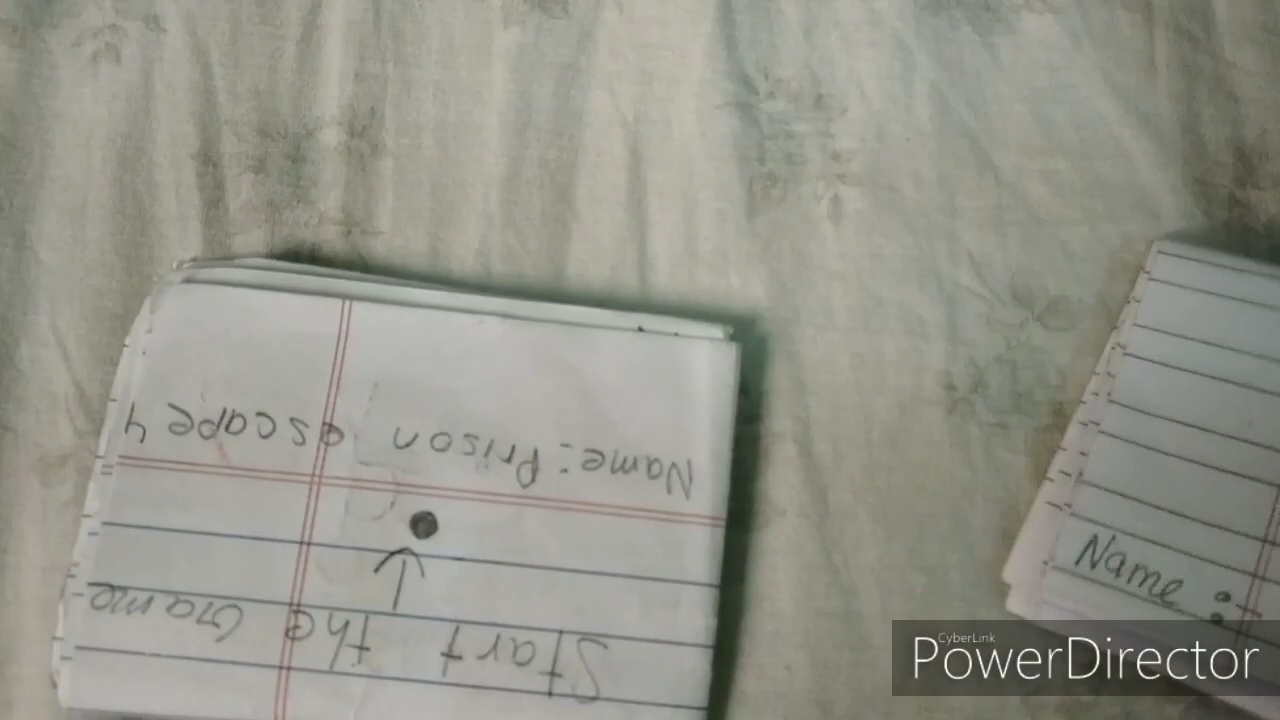 Start the Game
Name: Prison escape 4
Name :-
CyberLink
PowerDirector